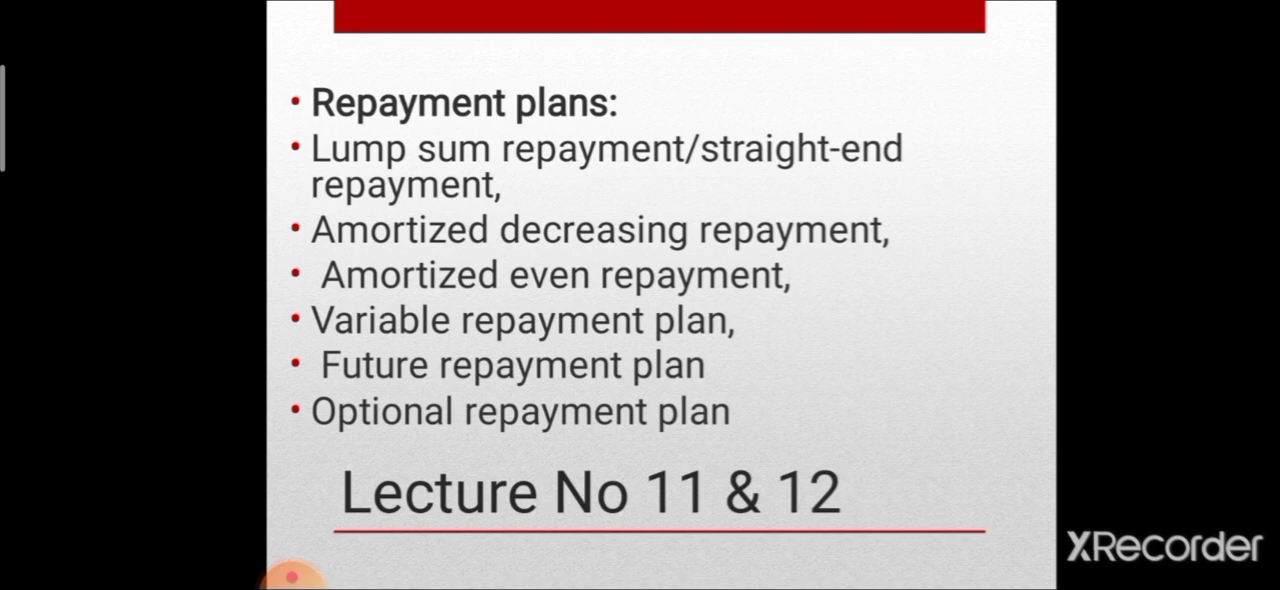 • Repayment plans:
• Lump sum repayment/straight-end
repayment,
• Amortized decreasing repayment,
• Amortized even repayment,
• Variable repayment plan,
• Future repayment plan
• Optional repayment plan
Lecture No 11 & 12
XRecorder